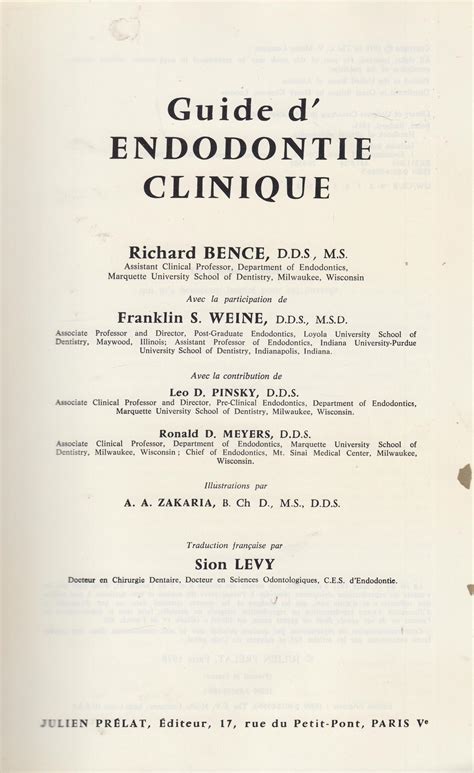 Guide d'
ENDODONTIE
CLINIQUE
Richard BENCE, D.D.S., M.S.
Assistant Clinical Professor, Department of Endodontics,
Marquette University School of Dentistry, Milwaukee, Wisconsin
Avec la participation de
Franklin S. WEINE, D.D.S., M.S.D.
Associate Professor and Director, Post-Graduate Endodontics, Loyola University School of
Dentistry, Maywood, Illinois; Assistant Professor of Endodontics, Indiana University-Purdue
University School of Dentistry, Indianapolis, Indiana.
Avec la contribution de
Leo D. PINSKY, D.D.S.
Associate Clinical Professor and Director, Pre-Clinical Endodontics, Department of Endodontics,
Marquette University School of Dentistry, Milwaukee, Wisconsin.
Ronald D. MEYERS, D.D.S.
Associate Clinical Professor, Department of Endodontics, Marquette University School of
Dentistry, Milwaukee, Wisconsin; Chief of Endodontics, Mt. Sinai Medical Center, Milwaukee,
Wisconsin.
Illustrations par
A. A. ZAKARIA, B. Ch D., M.S., D.D.S.
Traduction française par
Sion LEVY
Docteur en Chirurgie Dentaire, Docteur en Sciences Odontologiques, C.E.S. d'Endodontie.
JULIEN PRÉLAT, Éditeur, 17, rue du Petit-Pont, PARIS Vᵉ